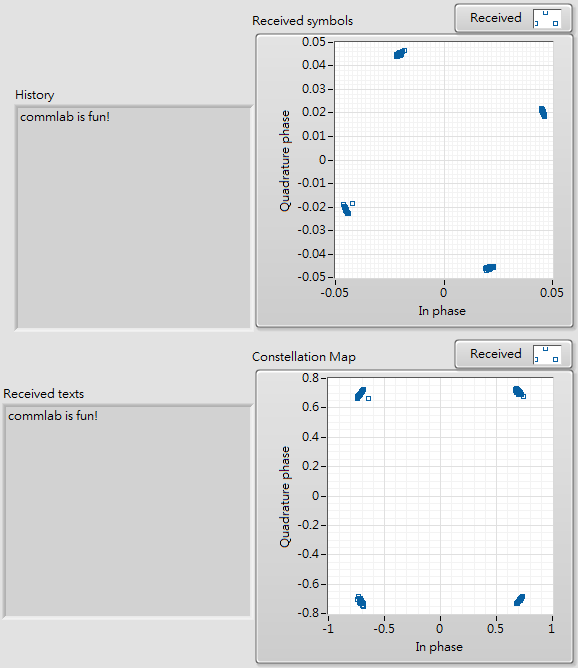 Received symbols
Received
History
commlab is fun!
Quadrature phase
0.05
0.04
0.03
0.02
0.01
0
-0.01
-0.02
-0.03
-0.04
-0.05
-0.05
0
0.05
In phase
Constellation Map
Received
Received texts
commlab is fun!
Quadrature phase
0.8
0.6
0.4
0.2
0
-0.2
-0.4
-0.6
-0.8
-1
-0.5
0
0.5
1
In phase